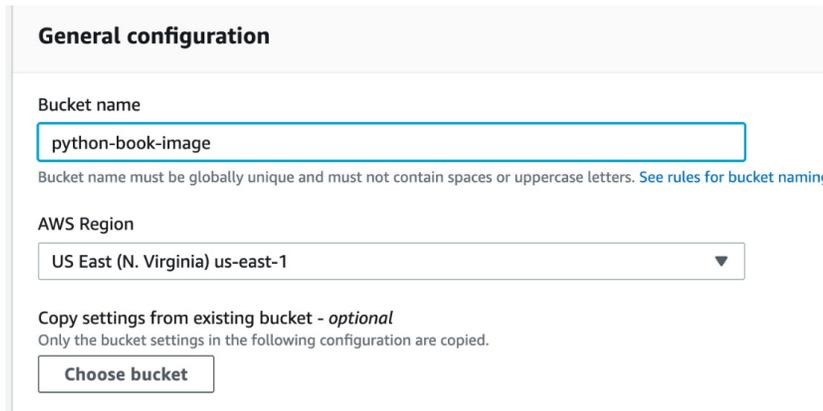 General configuration
Bucket name
python-book-image
Bucket name must be globally unique and must not contain spaces or uppercase letters. See rules for bucket naming
AWS Region
US East (N. Virginia) us-east-1
Copy settings from existing bucket - optional
Only the bucket settings in the following configuration are copied.
Choose bucket